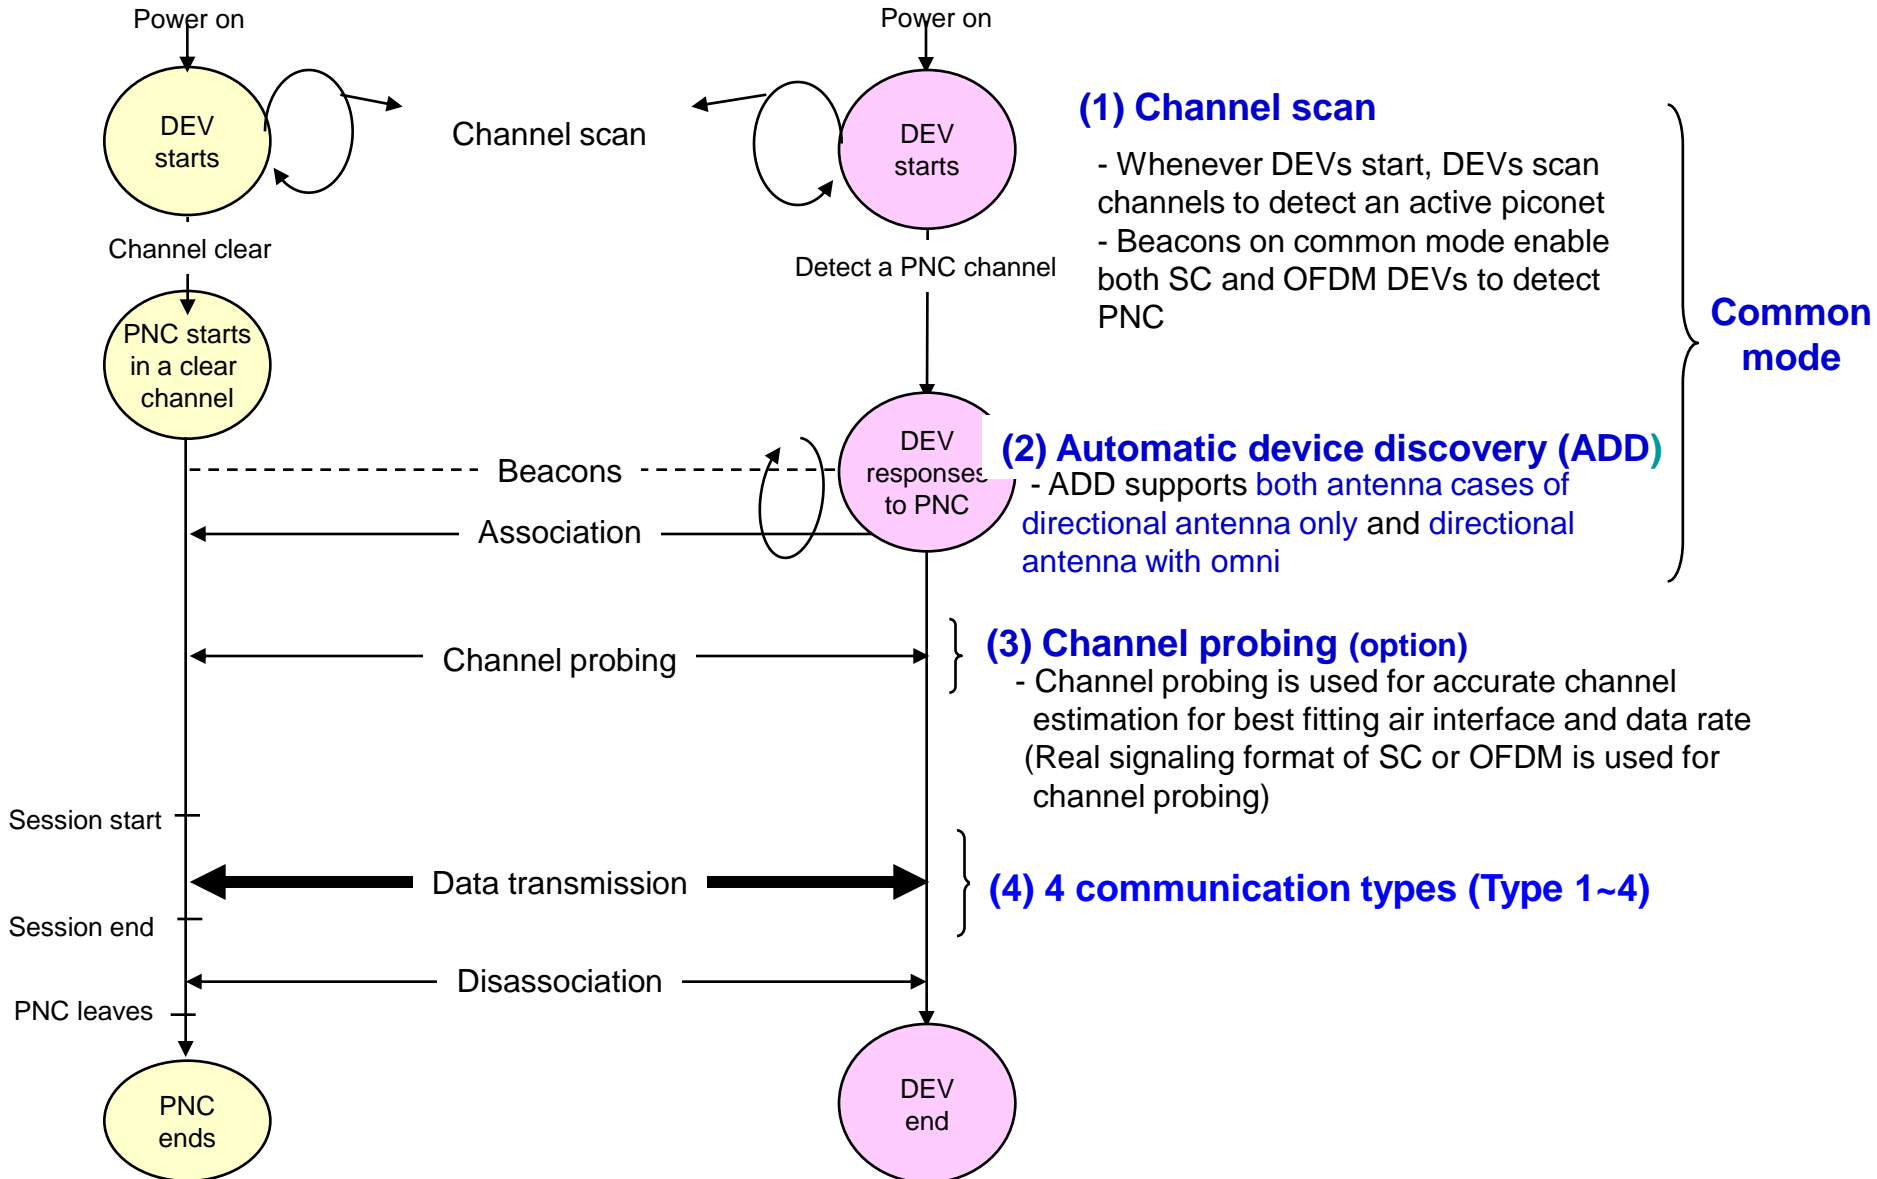 Power on
Power on
DEV
starts
Channel scan
DEV
starts
(1) Channel scan
- Whenever DEVs start, DEVs scan
channels to detect an active piconet
- Beacons on common mode enable
both SC and OFDM DEVs to detect
PNC
Common
mode
Channel clear
Detect a PNC channel
PNC starts
in a clear
channel
DEV
responses
to PNC
Beacons
Association
(2) Automatic device discovery (ADD)
- ADD supports both antenna cases of
directional antenna only and directional
antenna with omni
Channel probing
(3) Channel probing (option)
- Channel probing is used for accurate channel
estimation for best fitting air interface and data rate
(Real signaling format of SC or OFDM is used for
channel probing)
Session start
Data transmission
(4) 4 communication types (Type 1~4)
Session end
Disassociation
PNC leaves
PNC
ends
DEV
end